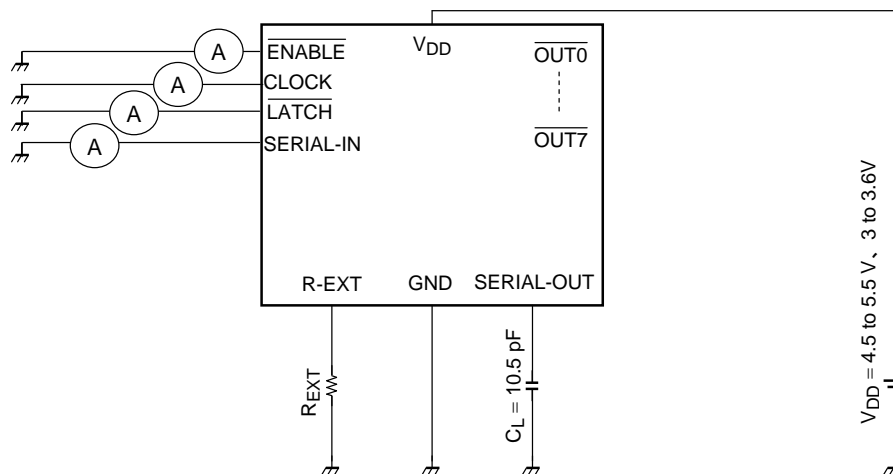 A
A
A
A
ENABLE
CLOCK
LATCH
SERIAL-IN
VDD
OUT0
OUT7
R-EXT
GND
SERIAL-OUT
REXT
CL = 10.5 pF
VDD = 4.5 to 5.5 V、3 to 3.6V